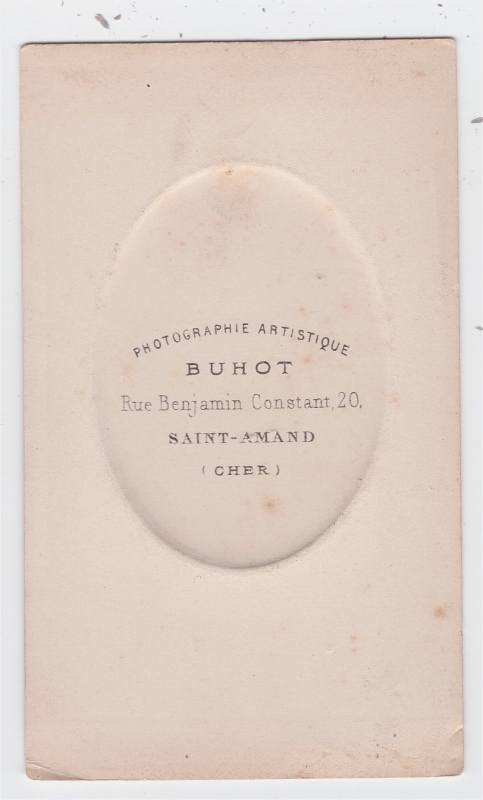 PHOTOGRAPHIE ARTISTIQUE
BUHOT
Rue Benjamin Constant, 20,
SAINT-AMAND
(CHER)